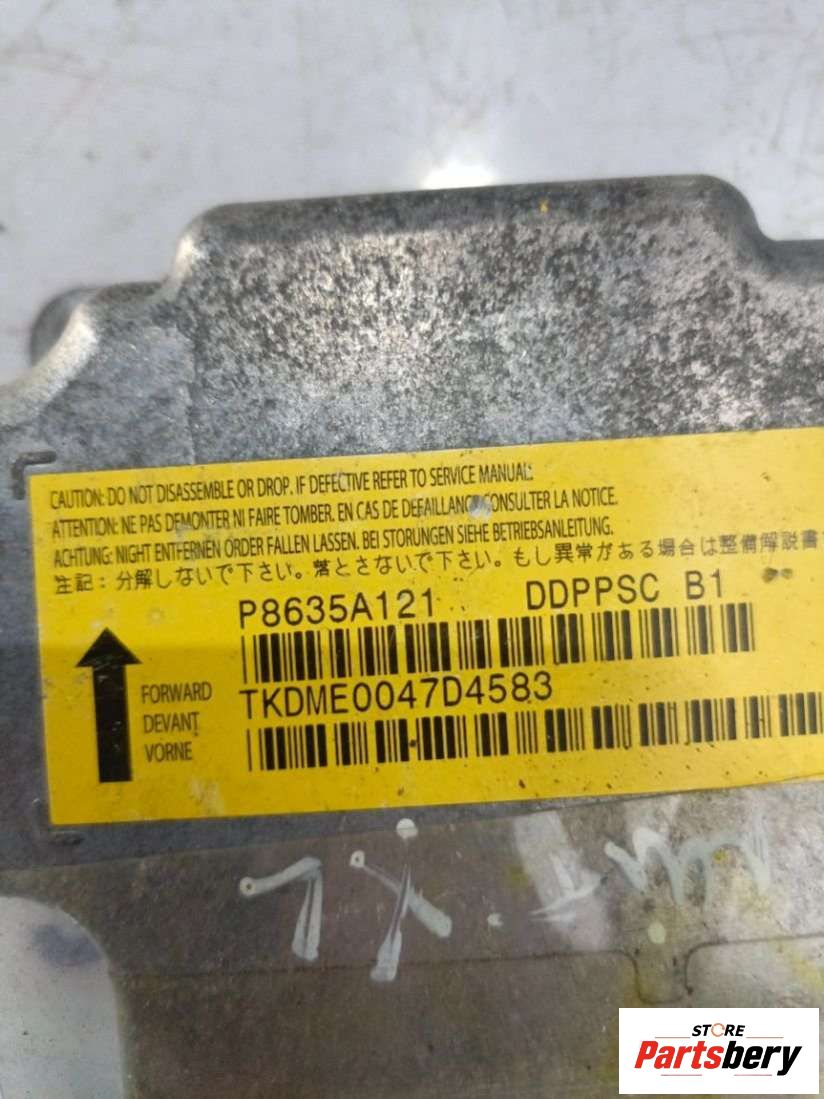 CAUTION: DO NOT DISASSEMBLE OR DROP. IF DEFECTIVE REFER TO SERVICE MANUAL.
ATTENTION: NE PAS DEMONTER NI FAIRE TOMBER. EN CAS DE DEFAILLANCE CONSULTER LA NOTICE.
ACHTUNG: NIGHT ENTFERNEN ORDER FALLEN LASSEN. BEI STORUNGEN SIEHE BETRIEBSANLEITUNG.
注記：分解しないで下さい。落とさないで下さい。もし異常がある場合は整備解説書
P8635A121 DDPPSC B1
FORWARD
DEVANT
VORNE
TKDME0047D4583
STORE
Partsbery